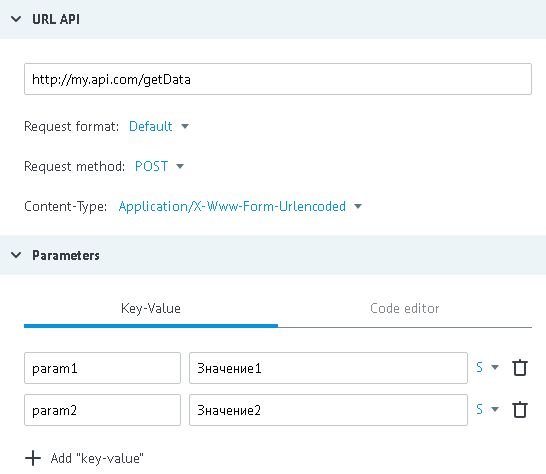 URL API
http://my.api.com/getData
Request format: Default
Request method: POST
Content-Type: Application/X-Www-Form-Urlencoded
Parameters
Key-Value Code editor
param1 Значение1 S
param2 Значение2 S
Add "key-value"